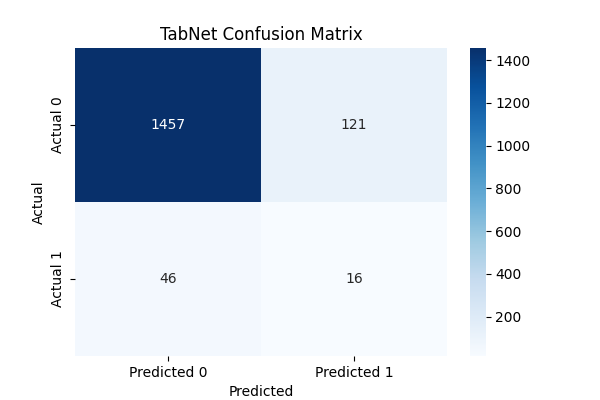 TabNet Confusion Matrix
Actual
Actual 0
1457
121
Actual 1
46
16
Predicted 0
Predicted 1
Predicted
1400
1200
1000
800
600
400
200